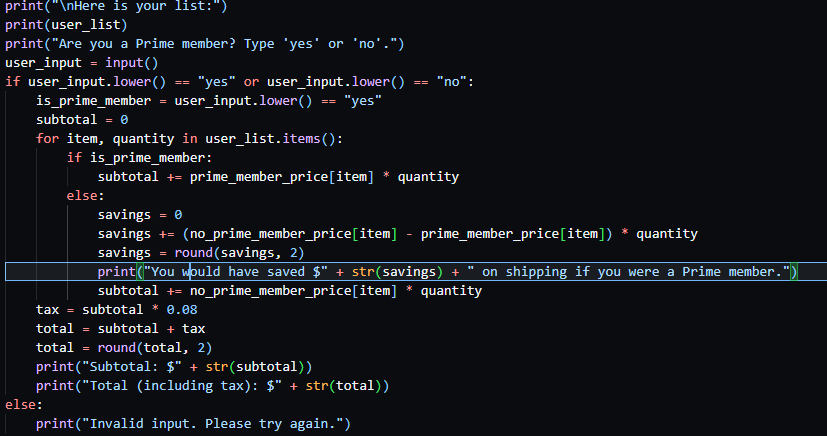 print("\nHere is your list:")
print(user_list)
print("Are you a Prime member? Type 'yes' or 'no'.")
user_input = input()
if user_input.lower() == "yes" or user_input.lower() == "no":
    is_prime_member = user_input.lower() == "yes"
    subtotal = 0
    for item, quantity in user_list.items():
        if is_prime_member:
            subtotal += prime_member_price[item] * quantity
        else:
            savings = 0
            savings += (no_prime_member_price[item] - prime_member_price[item]) * quantity
            savings = round(savings, 2)
            print("You would have saved $" + str(savings) + " on shipping if you were a Prime member.")
            subtotal += no_prime_member_price[item] * quantity
    tax = subtotal * 0.08
    total = subtotal + tax
    total = round(total, 2)
    print("Subtotal: $" + str(subtotal))
    print("Total (including tax): $" + str(total))
else:
    print("Invalid input. Please try again.")